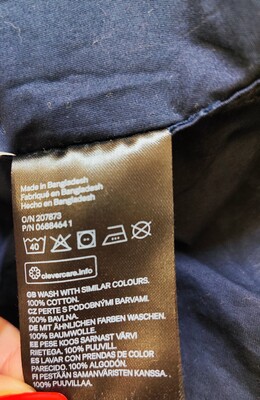 Made in Bangladesh
Fabriqué en Bangladesh
Hecho en Bangladesh
O/N 207873
P/N 06884641
40
clevercare.info
GB WASH WITH SIMILAR COLOURS.
100% COTTON.
CZ PERTE S PODOBNÝMI BARVAMI.
100% BAVLNA.
DE MIT ÄHNLICHEN FARBEN WASCHEN.
100% BAUMWOLLE.
EE PESE KOOS SARNAST VÄRVI
RIIETEGA. 100% PUUVILL.
ES LAVAR CON PRENDAS DE COLOR
PARECIDO. 100% ALGODÓN.
FI PESTÄÄN SAMANVÄRISTEN KANSSA.
100% PUUVILLAA.